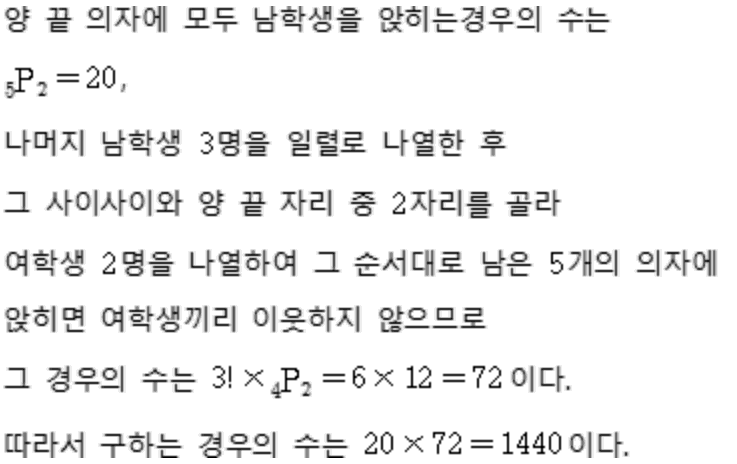 양 끝 의자에 모두 남학생을 앉히는경우의 수는
₅P₂ = 20,
나머지 남학생 3명을 일렬로 나열한 후
그 사이사이와 양 끝 자리 중 2자리를 골라
여학생 2명을 나열하여 그 순서대로 남은 5개의 의자에
앉히면 여학생끼리 이웃하지 않으므로
그 경우의 수는 3! × ₄P₂ = 6 × 12 = 72 이다.
따라서 구하는 경우의 수는 20 × 72 = 1440 이다.